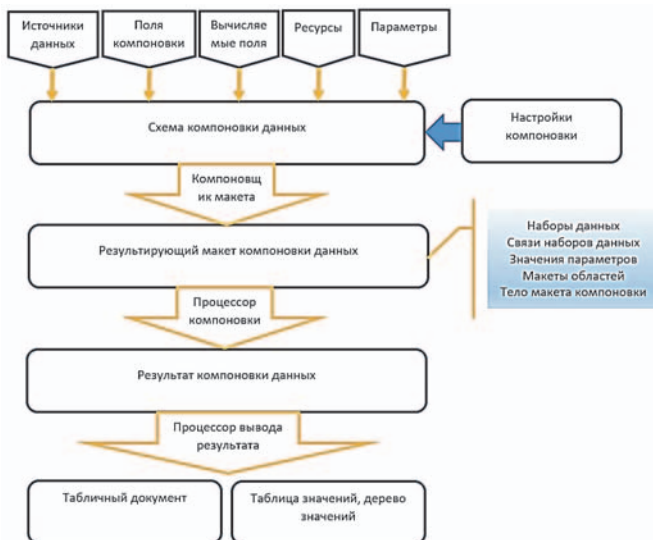 Источники
данных
Поля
компоновки
Вычисляе
мые поля
Ресурсы
Параметры
Схема компоновки данных
Настройки
компоновки
Компоновщ
ик макета
Результирующий макет компоновки данных
Наборы данных
Связи наборов данных
Значения параметров
Макеты областей
Тело макета компоновки
Процессор
компоновки
Результат компоновки данных
Процессор вывода
результата
Табличный документ
Таблица значений, дерево
значений